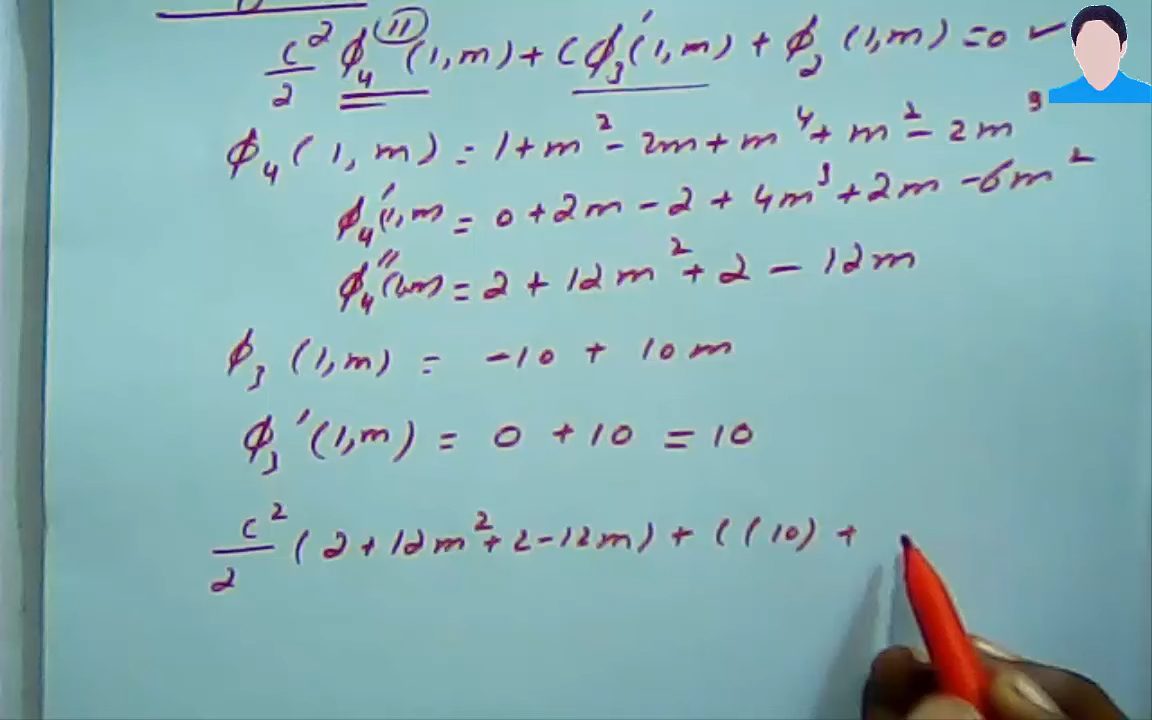 c²/2 ϕ₄″(1,m) + cϕ₃′(1,m) + ϕ₂(1,m) = 0 ✓
ϕ₄(1,m) = 1 + m² - 2m + m⁴ + m² - 2m³
ϕ₄′(1,m = 0 + 2m - 2 + 4m³ + 2m - 6m²
ϕ₄″(1,m) = 2 + 12m² + 2 - 12m
ϕ₃(1,m) = -10 + 10m
ϕ₃′(1,m) = 0 + 10 = 10
c²/2 (2 + 12m² + 2 - 12m) + c(10) +